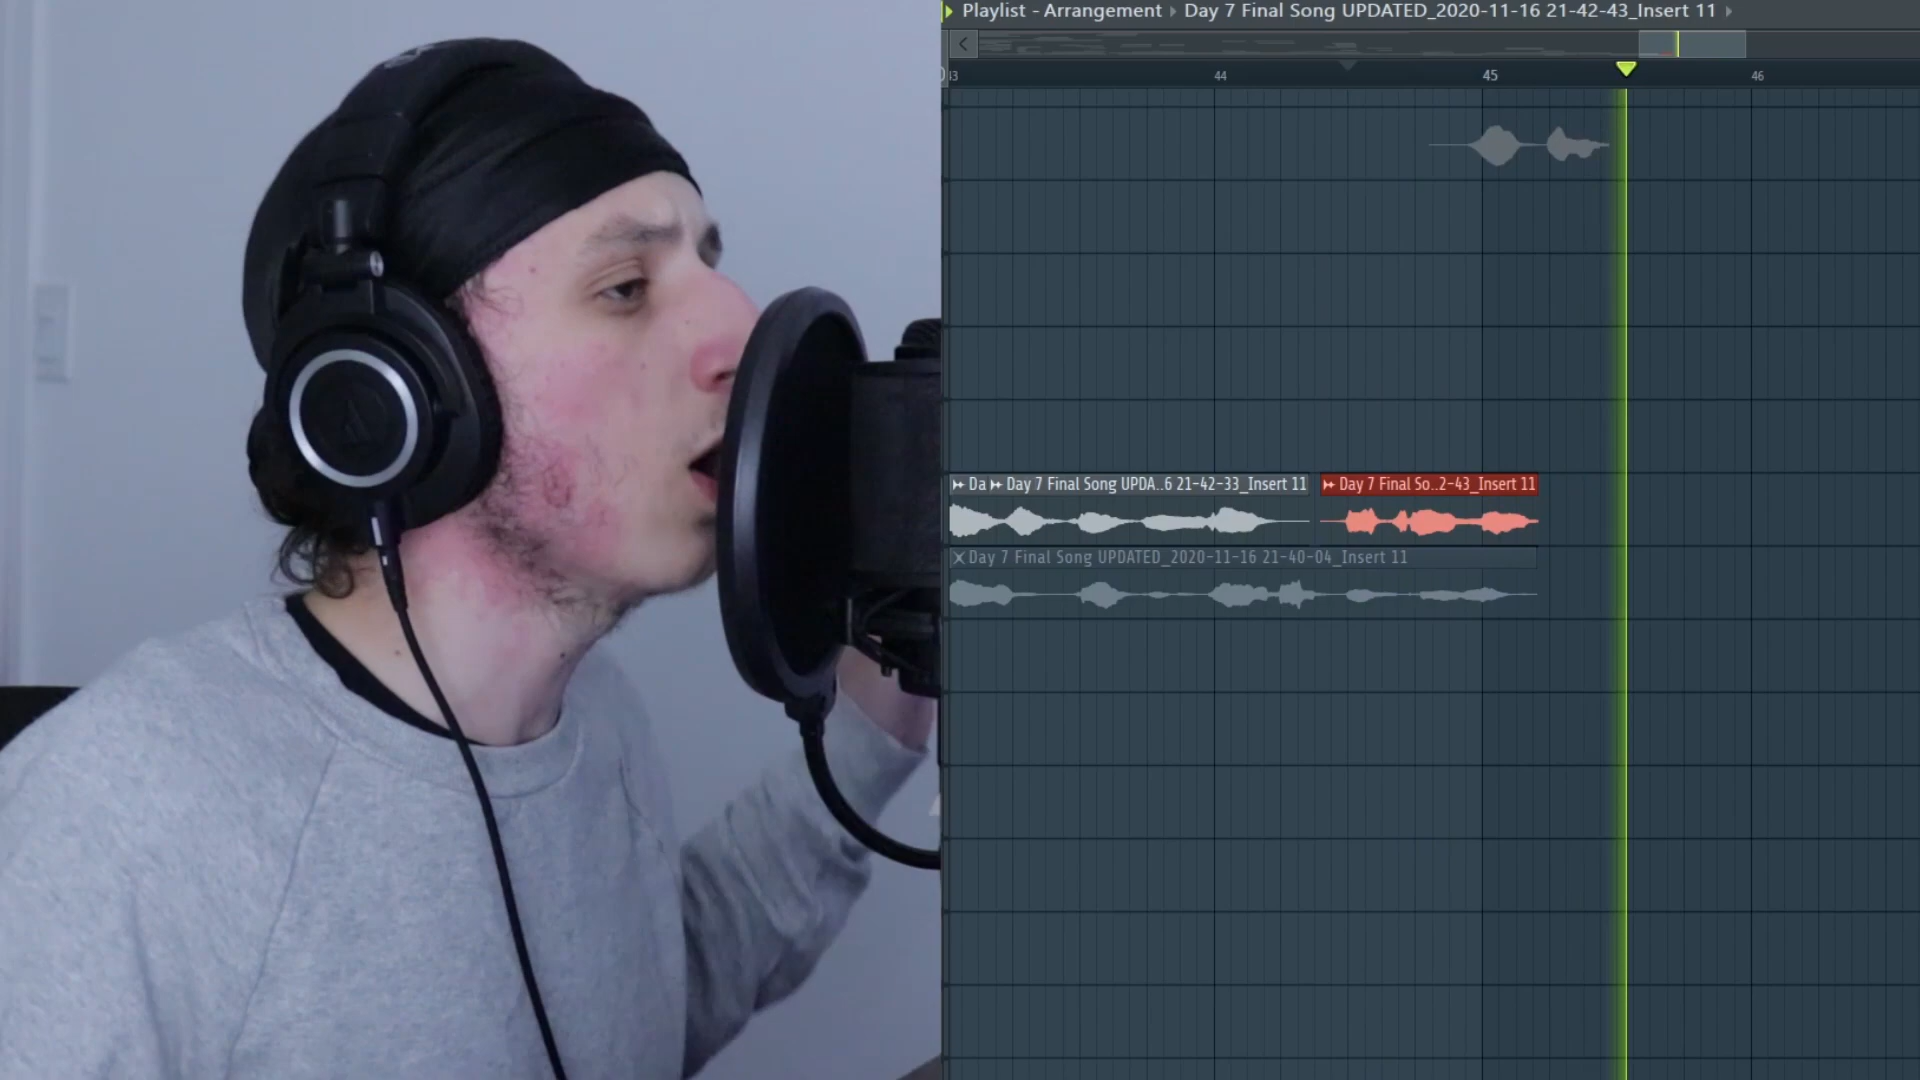 Playlist - Arrangement Day 7 Final Song UPDATED_2020-11-16 21-42-43_Insert 11
44 45 46
Da Day 7 Final Song UPDA..6 21-42-33_Insert 11 Day 7 Final So..2-43_Insert 11
Day 7 Final Song UPDATED_2020-11-16 21-40-04_Insert 11